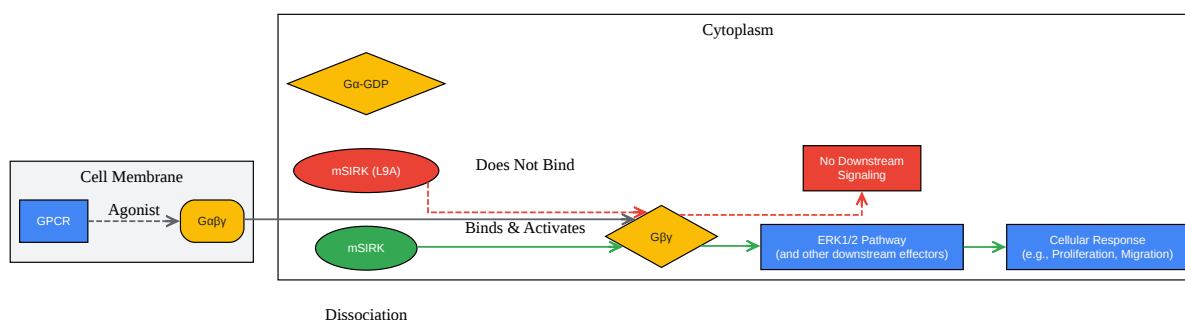 Cytoplasm
Gα-GDP
mSIRK (L9A)
Does Not Bind
No Downstream
Signaling
Cell Membrane
GPCR
Agonist
Gαβγ
Binds & Activates
mSIRK
Gβγ
ERK1/2 Pathway
(and other downstream effectors)
Cellular Response
(e.g., Proliferation, Migration)
Dissociation